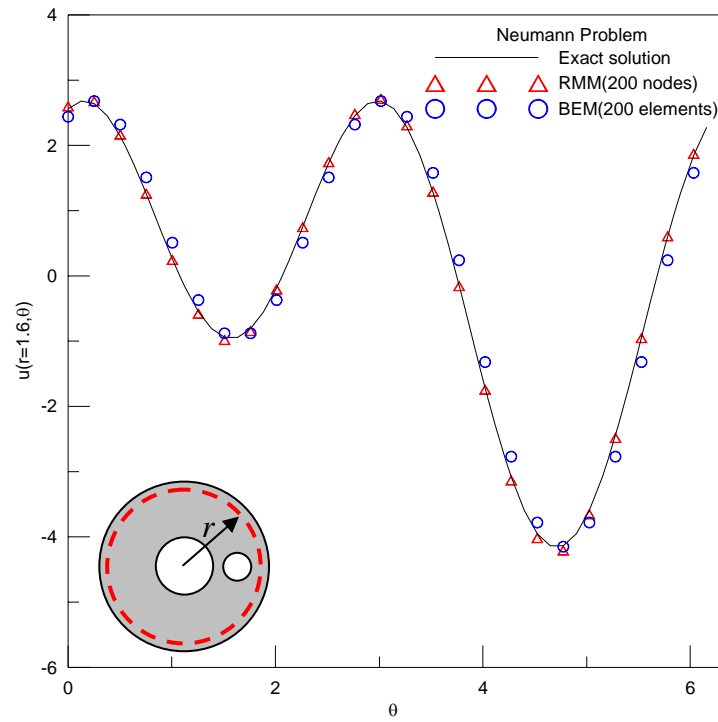 4
2
0
-2
-4
-6
u(r=1.6,θ)
Neumann Problem
Exact solution
RMM(200 nodes)
BEM(200 elements)
r
0
2
4
6
θ